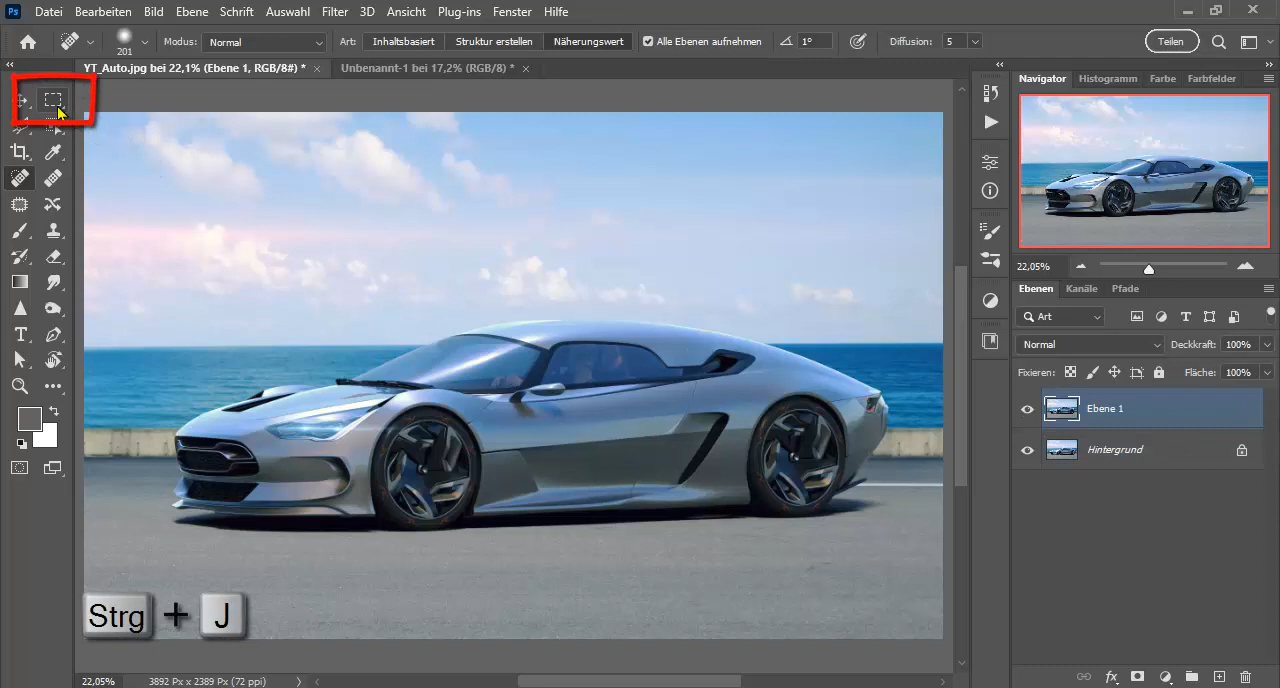 Ps Datei Bearbeiten Bild Ebene Schrift Auswahl Filter 3D Ansicht Plug-ins Fenster Hilfe
201 Modus: Normal Art: Inhaltsbasiert Struktur erstellen Näherungswert Alle Ebenen aufnehmen 1° Diffusion: 5 Teilen
YT_Auto.jpg bei 22,1% (Ebene 1, RGB/8#) * Unbenannt-1 bei 17,2% (RGB/8) *
Navigator Histogramm Farbe Farbfelder
22,05%
Ebenen Kanäle Pfade
Art
Normal Deckkraft: 100%
Fixieren: Fläche: 100%
Ebene 1
Hintergrund
Strg + J
22,05% 3892 Px x 2389 Px (72 ppi)